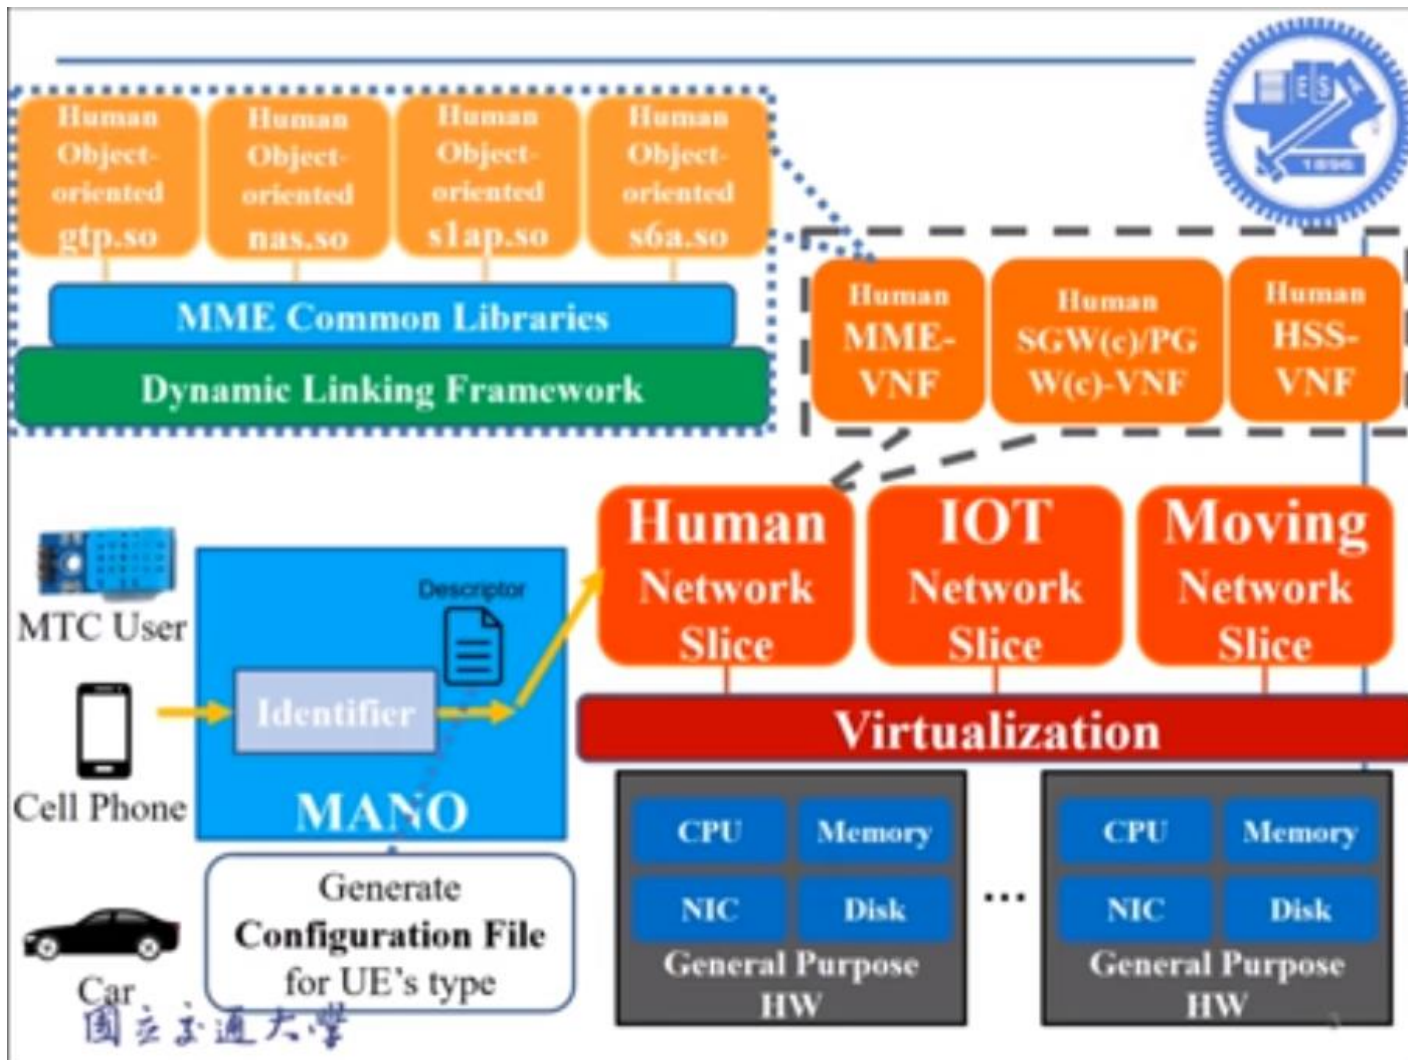 Human
Object-
oriented
gtp.so
Human
Object-
oriented
nas.so
Human
Object-
oriented
s1ap.so
Human
Object-
oriented
s6a.so
MME Common Libraries
Dynamic Linking Framework
1896
Human
MME-
VNF
Human
SGW(c)/PG
W(c)-VNF
Human
HSS-
VNF
MTC User
Cell Phone
Car
Descriptor
Identifier
MANO
Generate
Configuration File
for UE's type
Human
Network
Slice
IOT
Network
Slice
Moving
Network
Slice
Virtualization
CPU
Memory
NIC
Disk
General Purpose
HW
...
CPU
Memory
NIC
Disk
General Purpose
HW
國立交通大學